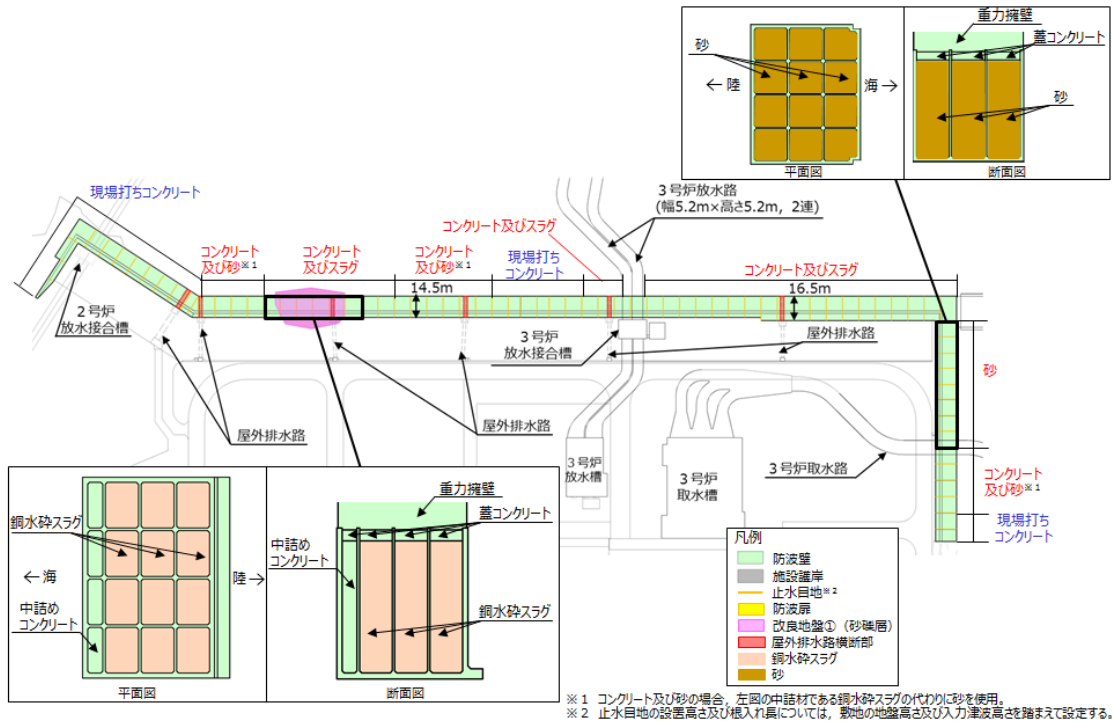 重力擁壁
蓋コンクリート
砂
←陸
海→
砂
平面図
断面図
現場打ちコンクリート
3号炉放水路
(幅5.2m×高さ5.2m, 2連)
コンクリート及びスラグ
コンクリート
及び砂※1
コンクリート
及びスラグ
コンクリート
及び砂※1
現場打ち
コンクリート
コンクリート及びスラグ
14.5m
16.5m
2号炉
放水接合槽
3号炉
放水接合槽
屋外排水路
砂
屋外排水路
屋外排水路
3号炉
放水槽
3号炉
取水槽
3号炉取水路
コンクリート
及び砂※1
現場打ち
コンクリート
重力擁壁
蓋コンクリート
銅水砕スラグ
中詰め
コンクリート
←海
陸→
中詰め
コンクリート
銅水砕スラグ
平面図
断面図
凡例
防波壁
施設護岸
止水目地※2
防波扉
改良地盤①（砂礫層）
屋外排水路横断部
銅水砕スラグ
砂
※1 コンクリート及び砂の場合，左図の中詰材である銅水砕スラグの代わりに砂を使用。
※2 止水目地の設置高さ及び根入れ長については，敷地の地盤高さ及び入力津波高さを踏まえて設定する。